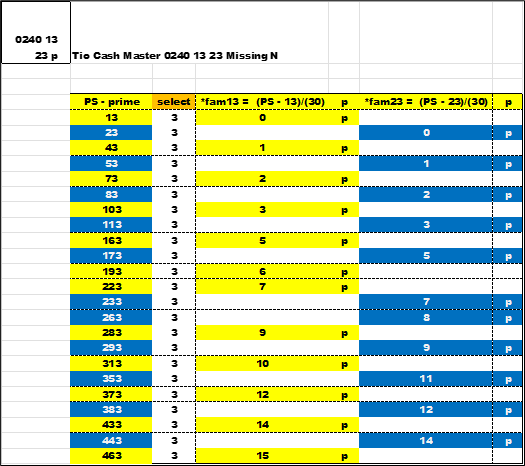 0240 13
23 p Tio Cash Master 0240 13 23 Missing N
PS - prime select *fam13 = (PS - 13)/(30) p *fam23 = (PS - 23)/(30) p
13 3 0 p
23 3 0 p
43 3 1 p
53 3 1 p
73 3 2 p
83 3 2 p
103 3 3 p
113 3 3 p
163 3 5 p
173 3 5 p
193 3 6 p
223 3 7 p
233 3 7 p
263 3 8 p
283 3 9 p
293 3 9 p
313 3 10 p
353 3 11 p
373 3 12 p
383 3 12 p
433 3 14 p
443 3 14 p
463 3 15 p